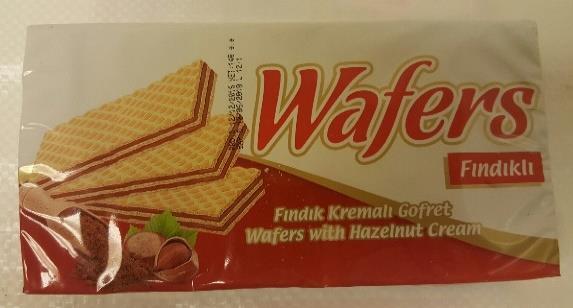 Wafers
Fındıklı
Fındık Kremalı Gofret
Wafers with Hazelnut Cream